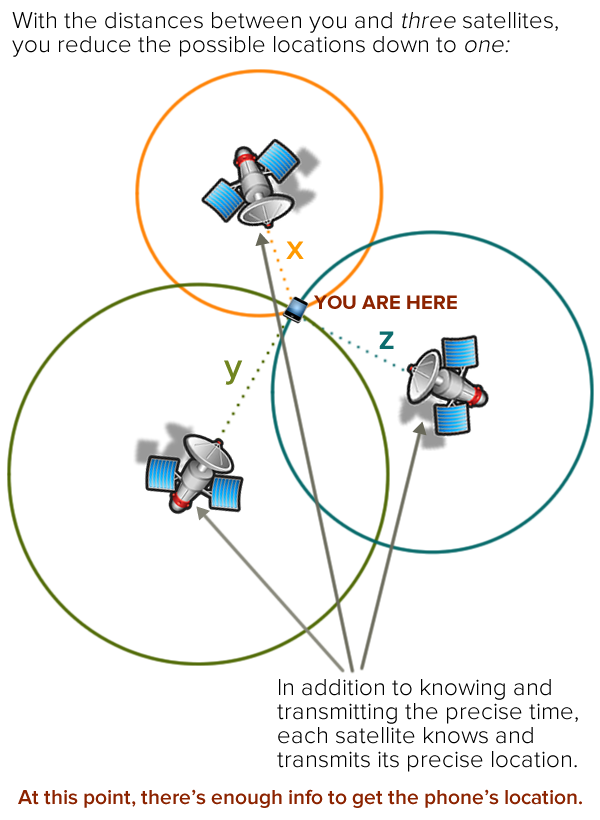 With the distances between you and three satellites,
you reduce the possible locations down to one:
x
YOU ARE HERE
z
y
In addition to knowing and
transmitting the precise time,
each satellite knows and
transmits its precise location.
At this point, there's enough info to get the phone's location.